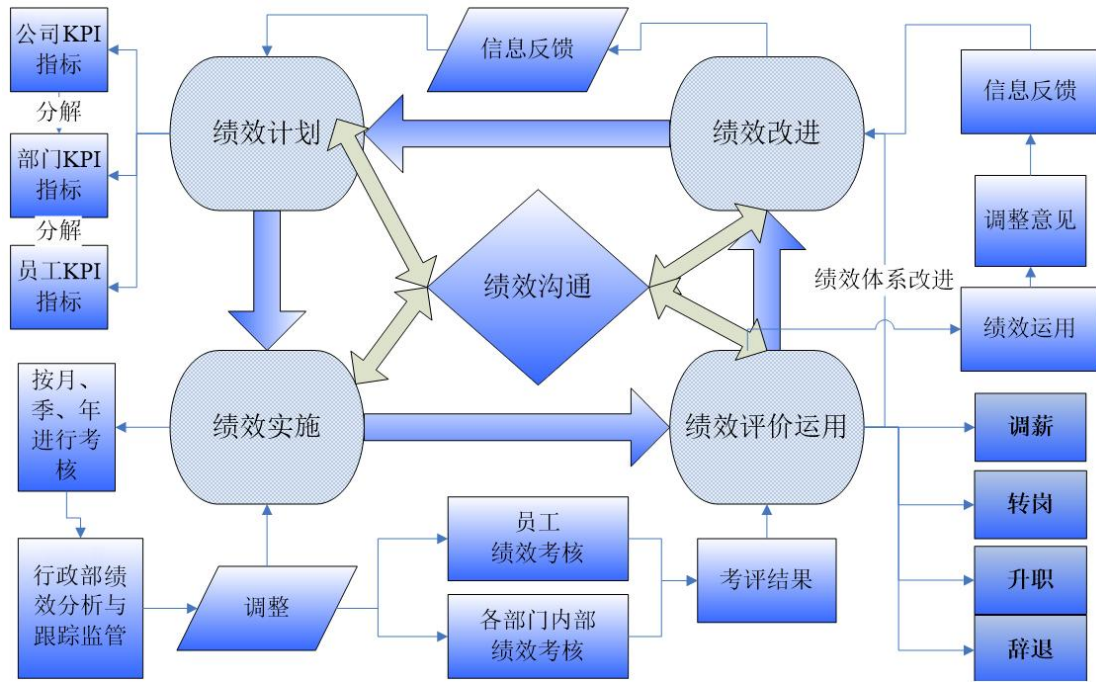 公司KPI
指标
分解
部门KPI
指标
分解
员工KPI
指标
绩效计划
信息反馈
绩效改进
信息反馈
调整意见
绩效沟通
绩效体系改进
绩效运用
按月、
季、年
进行考
核
绩效实施
绩效评价运用
调薪
转岗
升职
辞退
行政部绩
效分析与
跟踪监管
调整
员工
绩效考核
各部门内部
绩效考核
考评结果